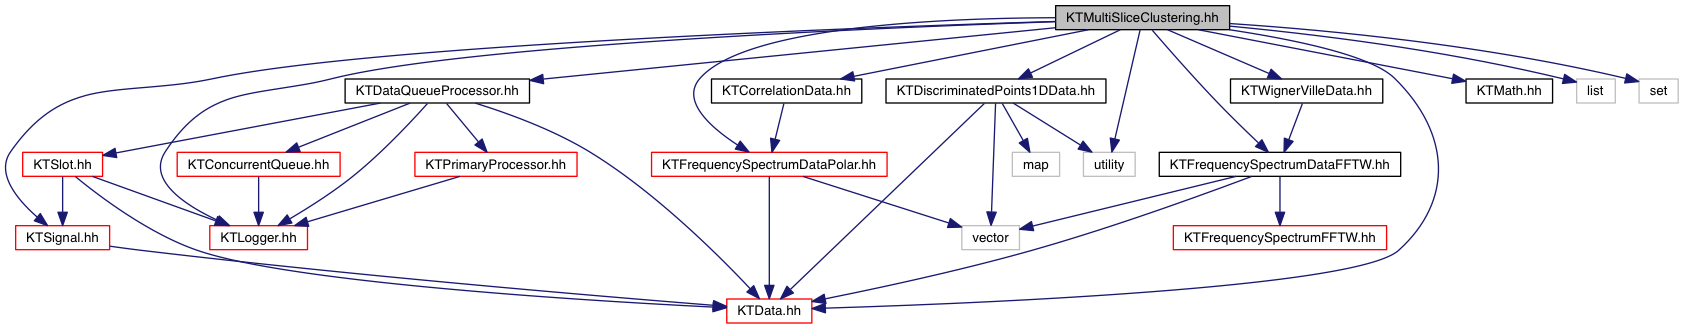 KTMultiSliceClustering.hh
KTDataQueueProcessor.hh
KTCorrelationData.hh
KTDiscriminatedPoints1DData.hh
KTWignerVilleData.hh
KTMath.hh
list
set
KTSlot.hh
KTConcurrentQueue.hh
KTPrimaryProcessor.hh
KTFrequencySpectrumDataPolar.hh
map
utility
KTFrequencySpectrumDataFFTW.hh
KTSignal.hh
KTLogger.hh
vector
KTFrequencySpectrumFFTW.hh
KTData.hh